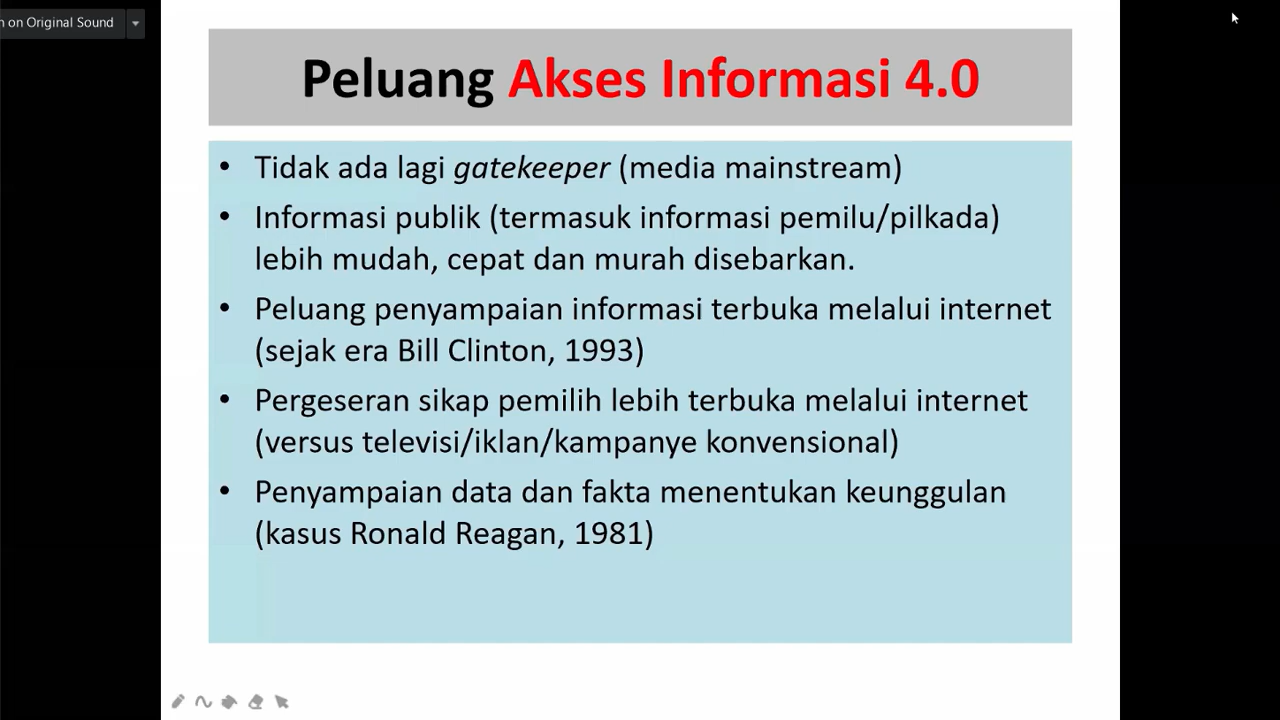 on Original Sound
Peluang Akses Informasi 4.0
• Tidak ada lagi gatekeeper (media mainstream)
• Informasi publik (termasuk informasi pemilu/pilkada)
lebih mudah, cepat dan murah disebarkan.
• Peluang penyampaian informasi terbuka melalui internet
(sejak era Bill Clinton, 1993)
• Pergeseran sikap pemilih lebih terbuka melalui internet
(versus televisi/iklan/kampanye konvensional)
• Penyampaian data dan fakta menentukan keunggulan
(kasus Ronald Reagan, 1981)